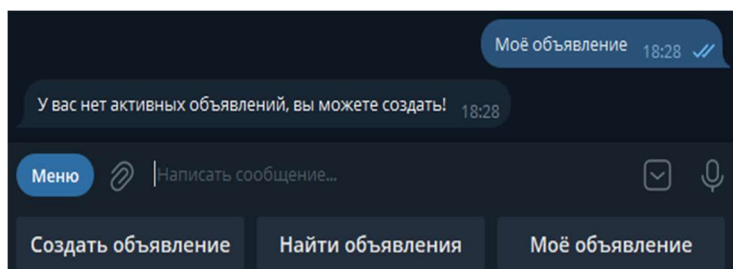 Моё объявление 18:28
У вас нет активных объявлений, вы можете создать! 18:28
Меню Написать сообщение...
Создать объявление Найти объявления Моё объявление